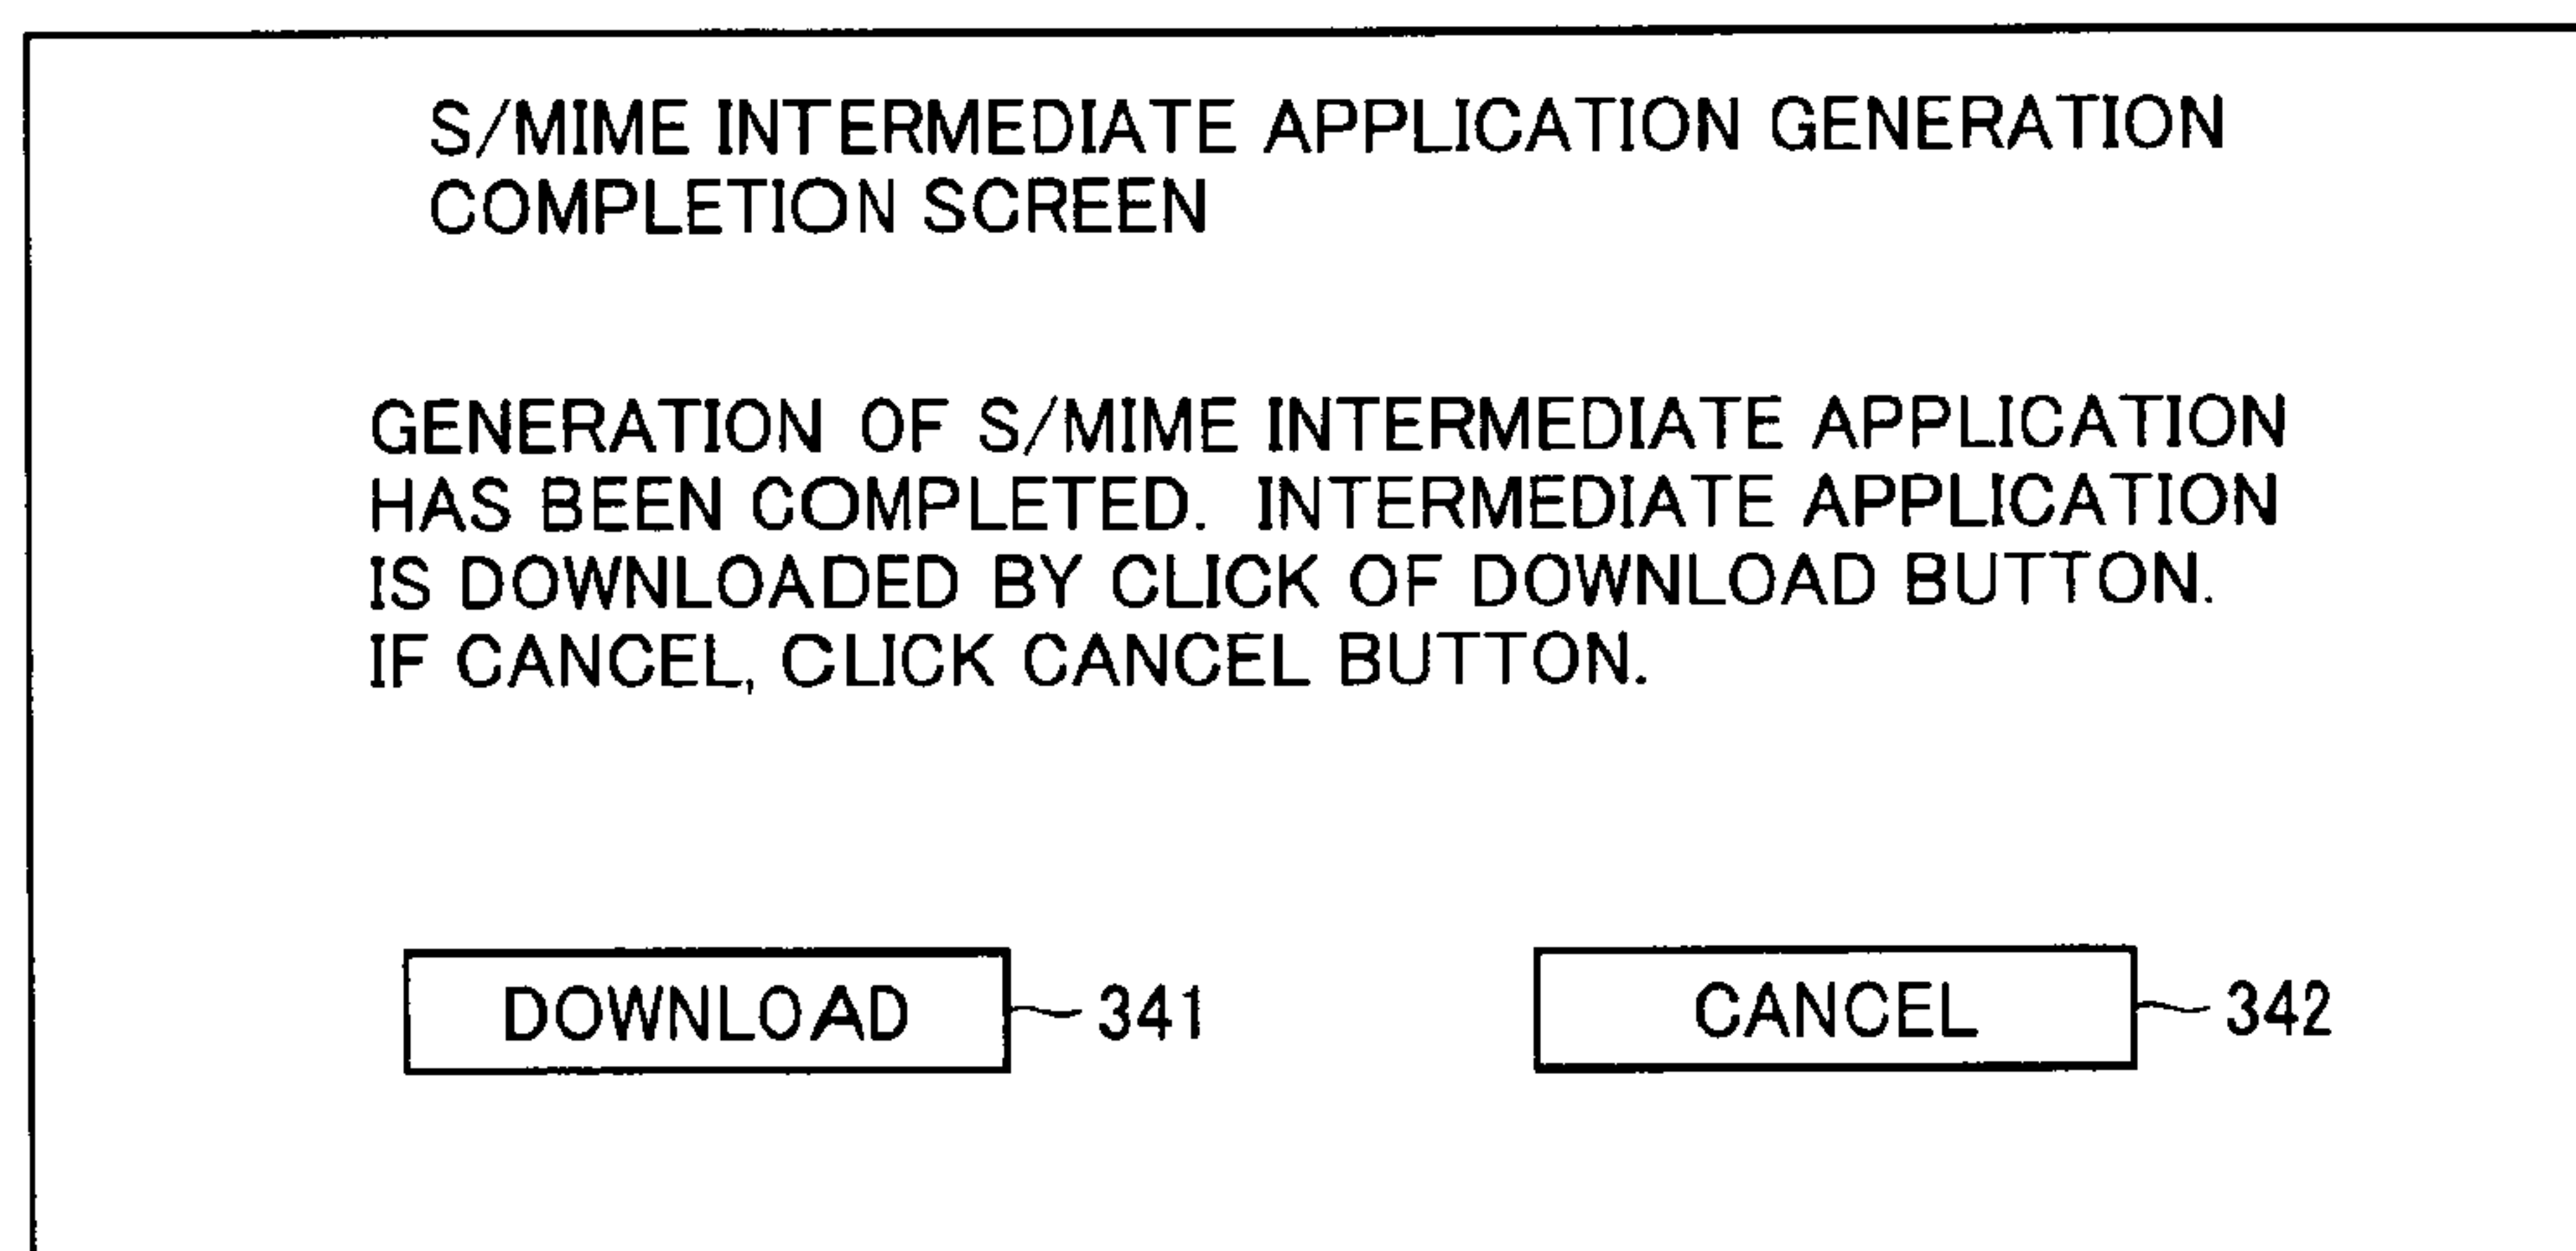 S/MIME INTERMEDIATE APPLICATION GENERATION
COMPLETION SCREEN
GENERATION OF S/MIME INTERMEDIATE APPLICATION
HAS BEEN COMPLETED. INTERMEDIATE APPLICATION
IS DOWNLOADED BY CLICK OF DOWNLOAD BUTTON.
IF CANCEL, CLICK CANCEL BUTTON.
DOWNLOAD 341 CANCEL 342